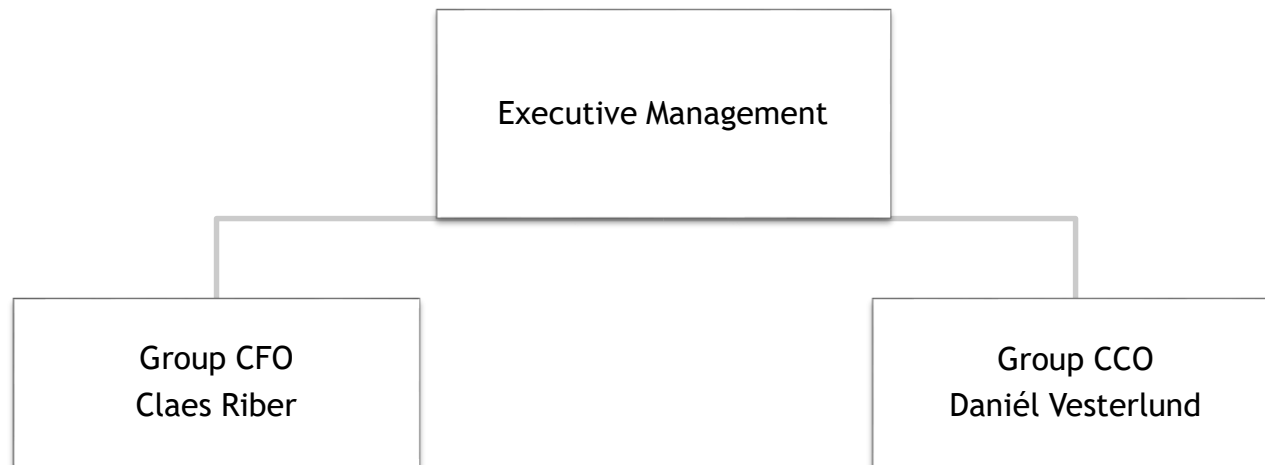 Executive Management
Group CFO
Claes Riber
Group CCO
Daniél Vesterlund